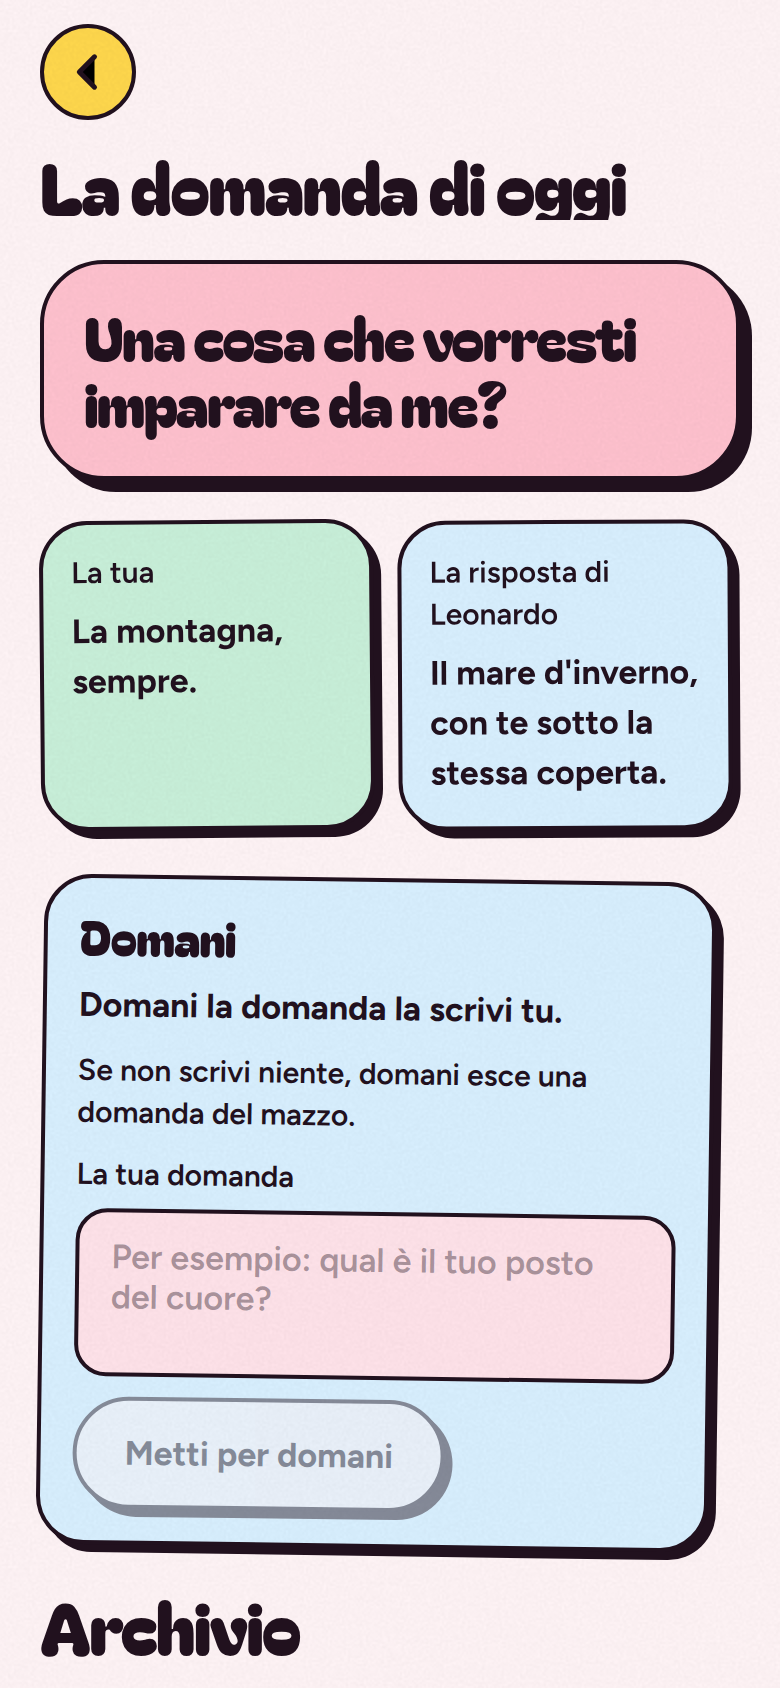 La domanda di oggi
Una cosa che vorresti
imparare da me?
La tua
La montagna,
sempre.
La risposta di
Leonardo
Il mare d'inverno,
con te sotto la
stessa coperta.
Domani
Domani la domanda la scrivi tu.
Se non scrivi niente, domani esce una
domanda del mazzo.
La tua domanda
Per esempio: qual è il tuo posto
del cuore?
Metti per domani
Archivio